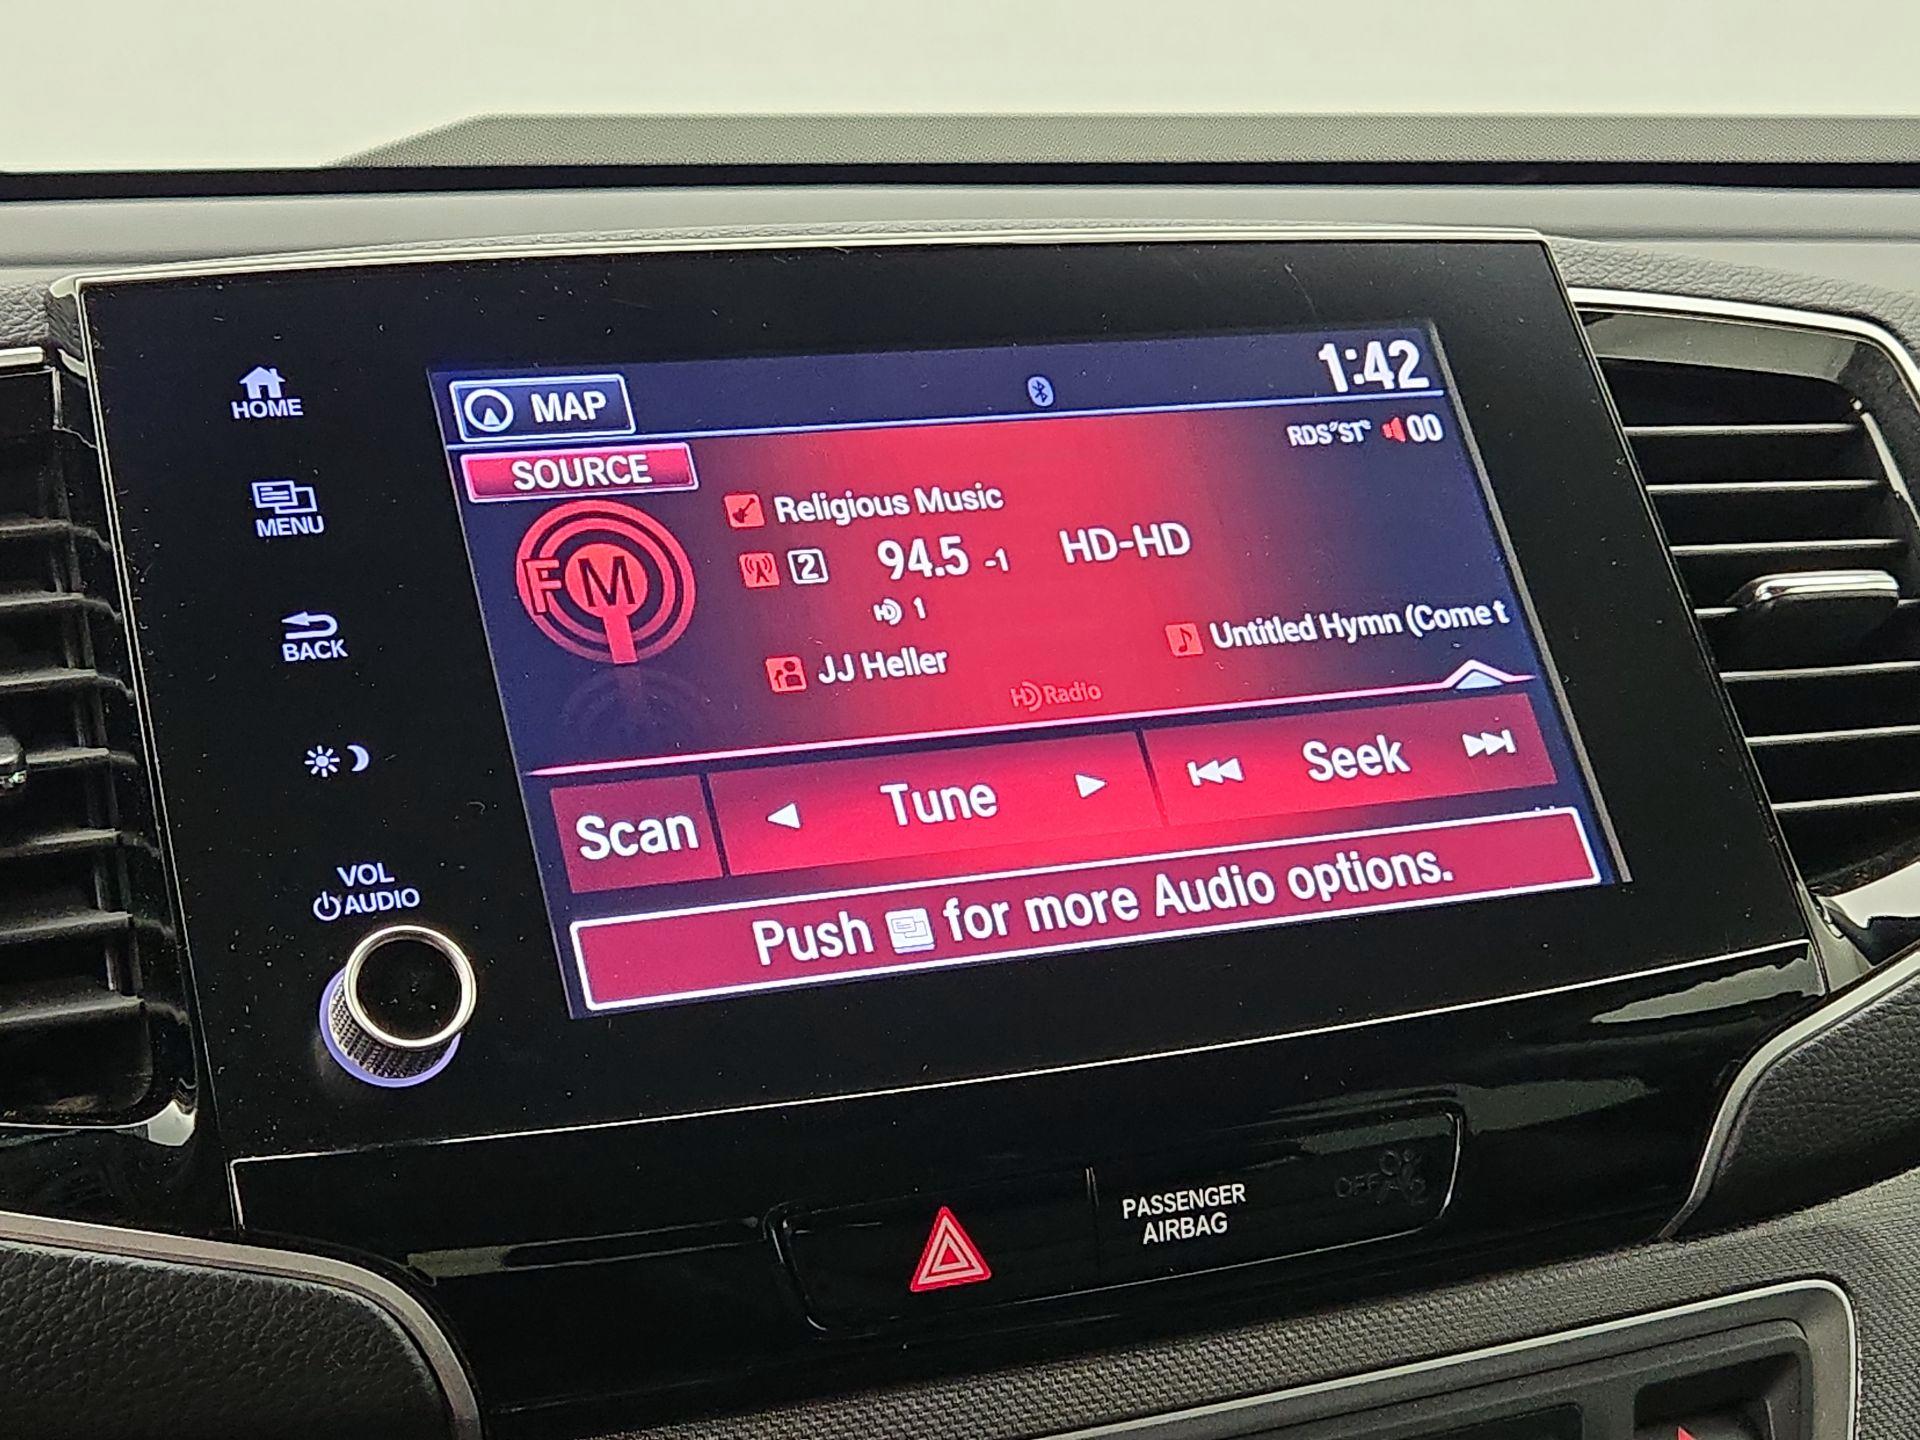 HOME
MENU
BACK
VOL
AUDIO
MAP
1:42
SOURCE
RDS ST 00
FM
Religious Music
2 94.5 -1 HD-HD
HD 1
JJ Heller
Untitled Hymn (Come t
HD Radio
Scan
Tune
Seek
Push for more Audio options.
PASSENGER
AIRBAG
OFF